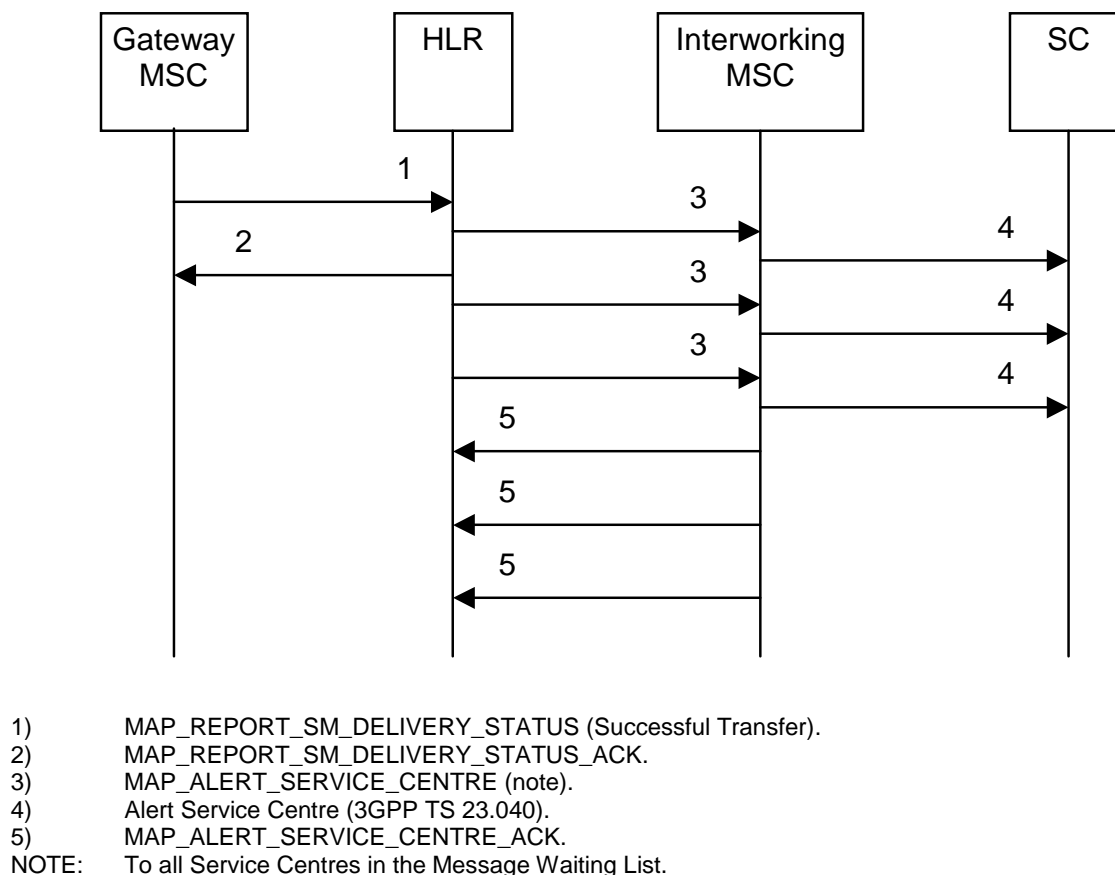 Gateway
MSC
HLR
Interworking
MSC
SC
1
3
2
4
3
4
3
4
5
5
5
1) MAP_REPORT_SM_DELIVERY_STATUS (Successful Transfer).
2) MAP_REPORT_SM_DELIVERY_STATUS_ACK.
3) MAP_ALERT_SERVICE_CENTRE (note).
4) Alert Service Centre (3GPP TS 23.040).
5) MAP_ALERT_SERVICE_CENTRE_ACK.
NOTE: To all Service Centres in the Message Waiting List.